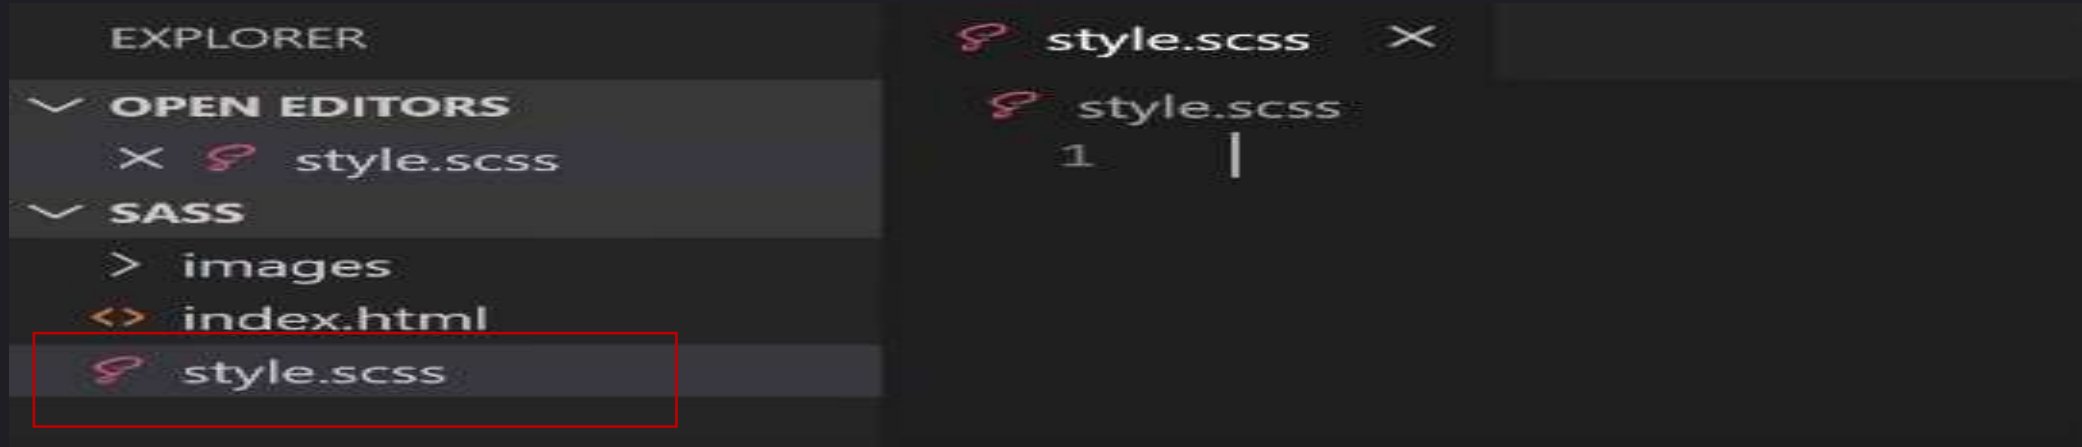 EXPLORER
OPEN EDITORS
style.scss
SASS
images
index.html
style.scss
style.scss
style.scss
1